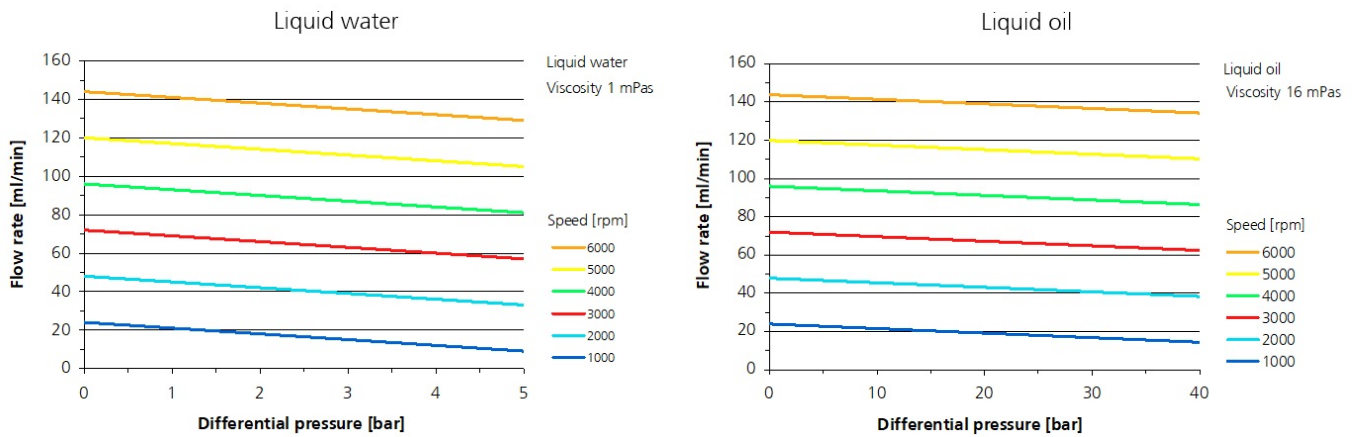 Liquid water
Flow rate [ml/min]
160
140
120
100
80
60
40
20
0
0 1 2 3 4 5
Differential pressure [bar]
Liquid water
Viscosity 1 mPas
Speed [rpm]
6000
5000
4000
3000
2000
1000
Liquid oil
Flow rate [ml/min]
160
140
120
100
80
60
40
20
0
0 10 20 30 40
Differential pressure [bar]
Liquid oil
Viscosity 16 mPas
Speed [rpm]
6000
5000
4000
3000
2000
1000